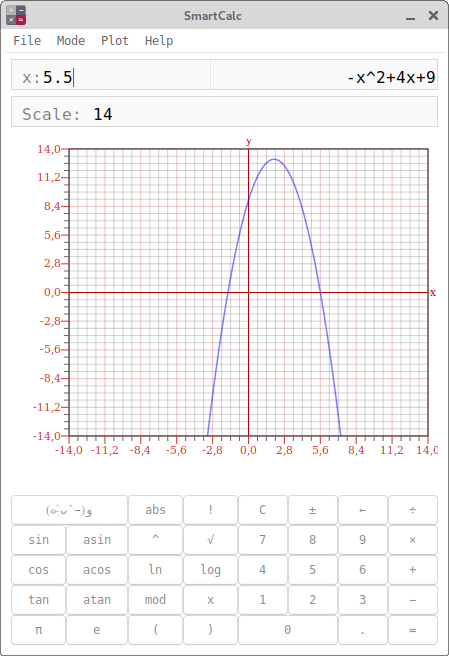 SmartCalc
File Mode Plot Help
x:5.5 -x^2+4x+9
Scale: 14
y
14,0
11,2
8,4
5,6
2,8
0,0
x
-2,8
-5,6
-8,4
-11,2
-14,0
-14,0 -11,2 -8,4 -5,6 -2,8 0,0 2,8 5,6 8,4 11,2 14,0
abs ! C ± ← ÷
sin asin ^ √ 7 8 9 ×
cos acos ln log 4 5 6 +
tan atan mod x 1 2 3 −
π e ( ) 0 . =